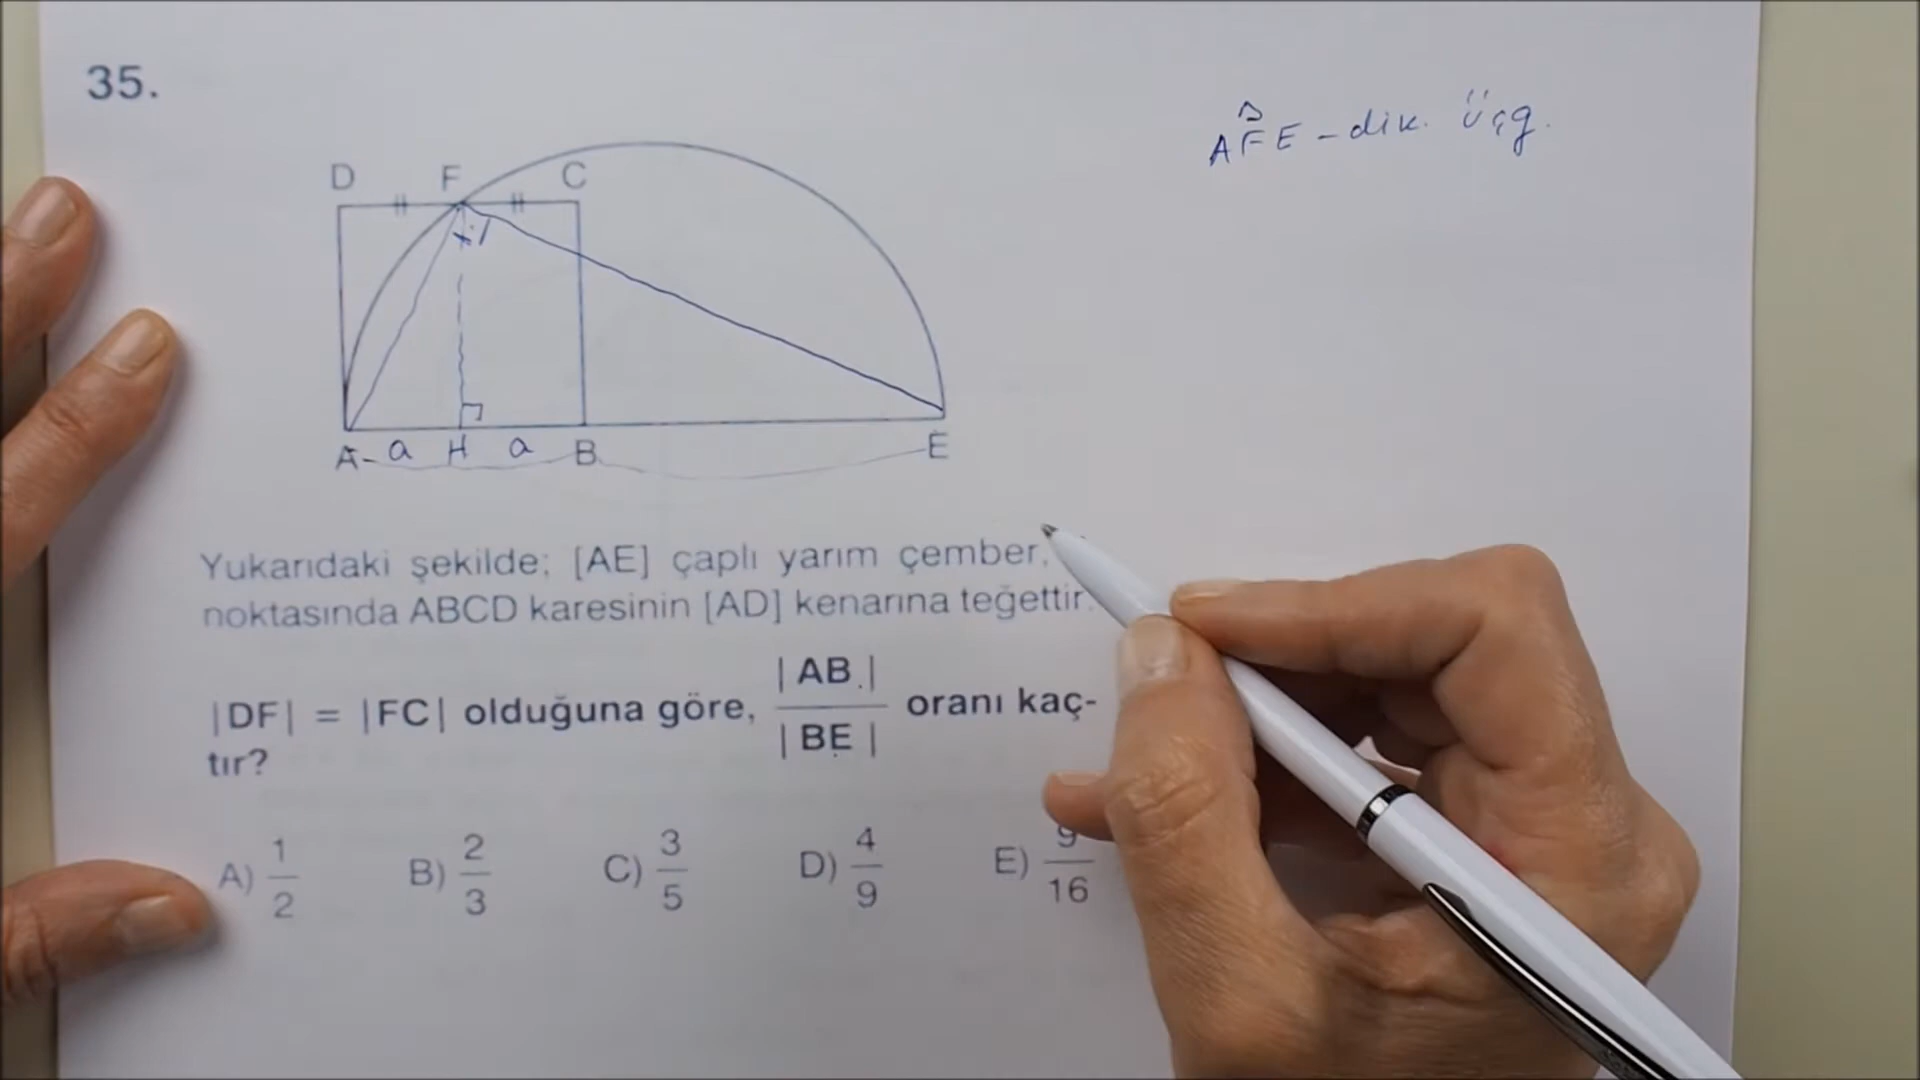 35.
AFE - dik. üçg.
D F C
A a H a B E
Yukarıdaki şekilde; [AE] çaplı yarım çember,
noktasında ABCD karesinin [AD] kenarına teğettir.
|DF| = |FC| olduğuna göre, |AB| / |BE| oranı kaç-
tır?
A) 1/2 B) 2/3 C) 3/5 D) 4/9 E) 9/16